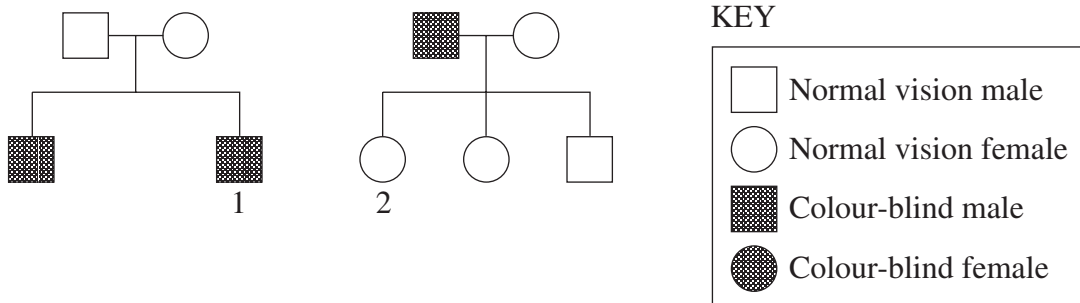 KEY
Normal vision male
Normal vision female
Colour-blind male
Colour-blind female
1
2